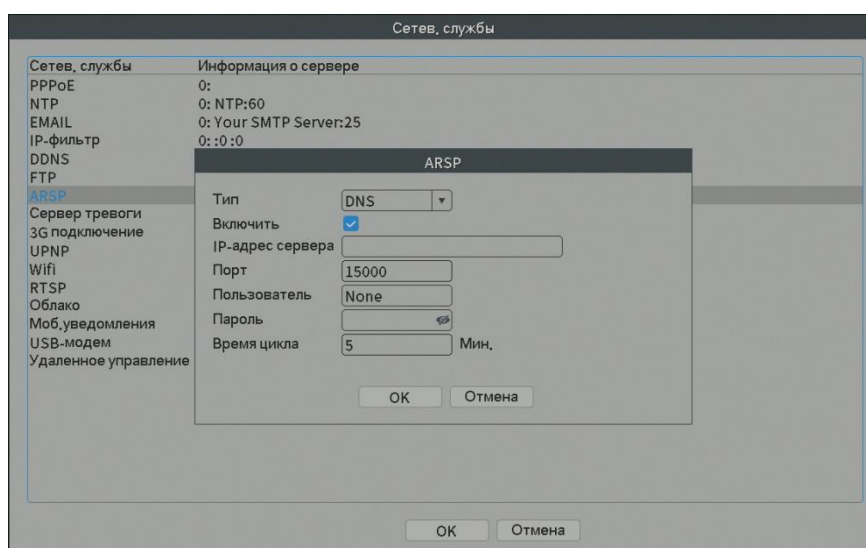 Сетев. службы
Сетев. службы Информация о сервере
PPPoE 0:
NTP 0: NTP:60
EMAIL 0: Your SMTP Server:25
IP-фильтр 0: :0 :0
DDNS
FTP
ARSP
Сервер тревоги
3G подключение
UPNP
Wifi
RTSP
Облако
Моб.уведомления
USB-модем
Удаленное управление
ARSP
Тип DNS
Включить
IP-адрес сервера
Порт 15000
Пользователь None
Пароль
Время цикла 5 Мин.
OK Отмена
OK Отмена